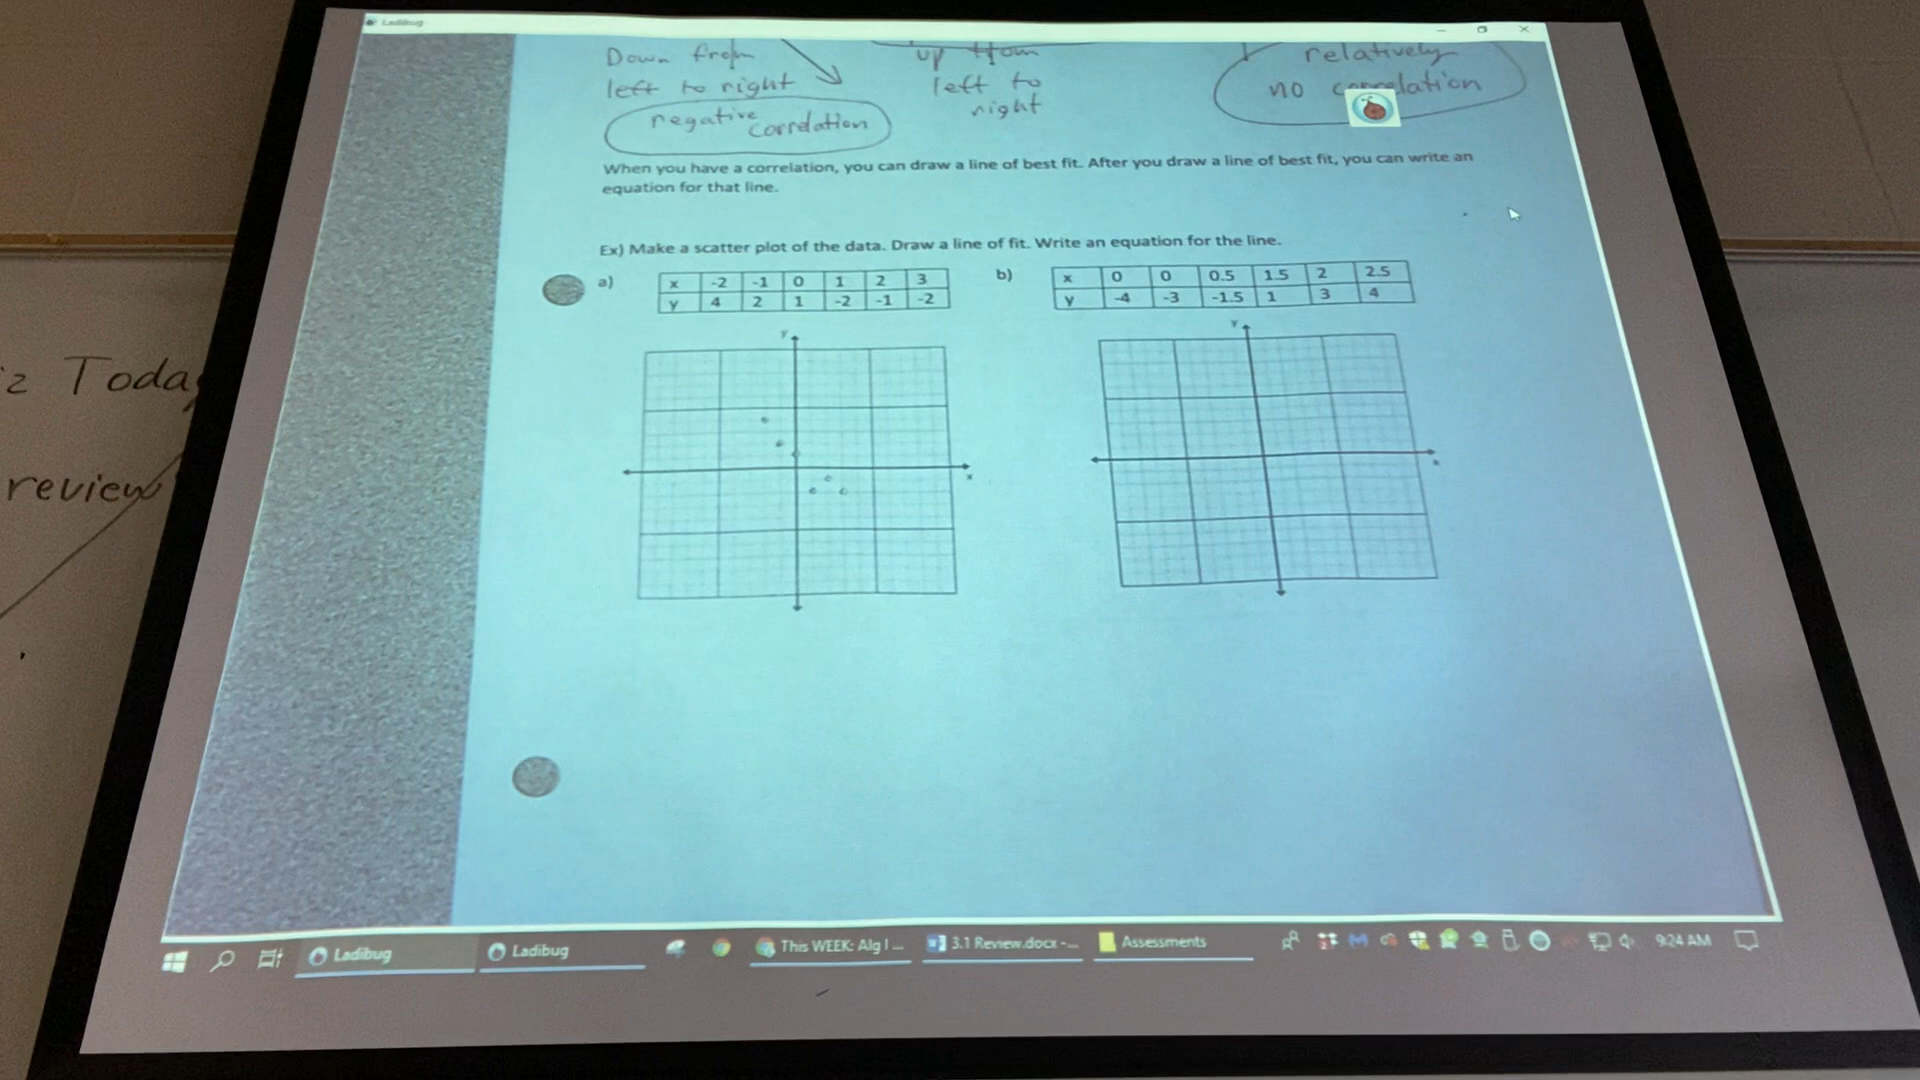 Ladibug
Down from
left to right
negative correlation
up from
left to
right
relatively
no correlation
When you have a correlation, you can draw a line of best fit. After you draw a line of best fit, you can write an
equation for that line.
Ex) Make a scatter plot of the data. Draw a line of fit. Write an equation for the line.
a)
x -2 -1 0 1 2 3
y 4 2 1 -2 -1 -2
b)
x 0 0 0.5 1.5 2 2.5
y -4 -3 -1.5 1 3 4
y
x
y
x
Today
review
Ladibug
Ladibug
This WEEK: Alg I ...
3.1 Review.docx -...
Assessments
9:24 AM